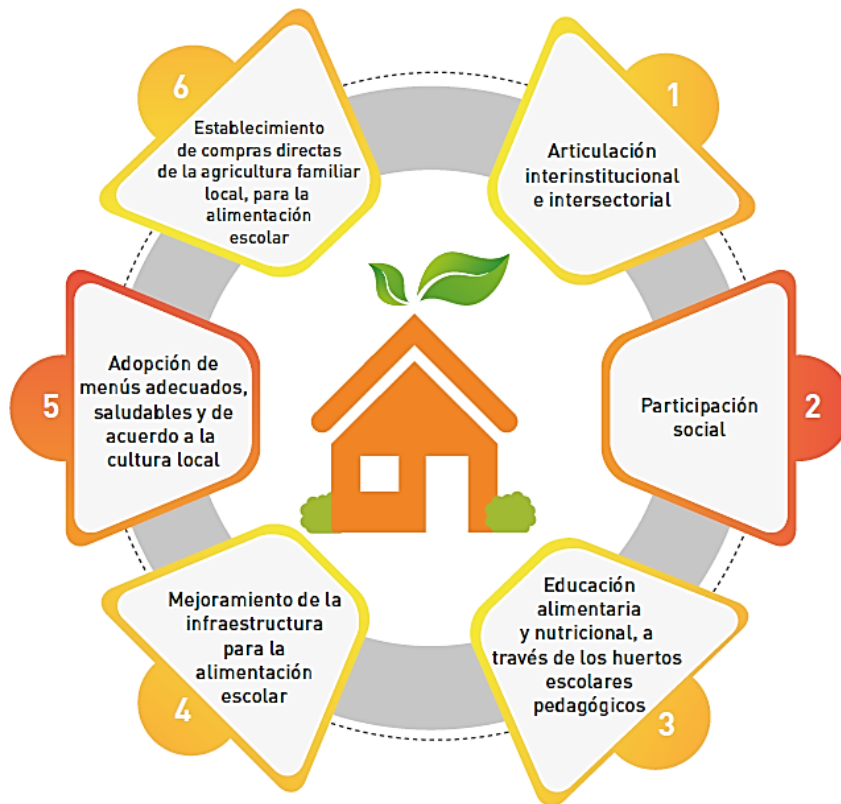 1
Articulación
interinstitucional
e intersectorial
2
Participación
social
3
Educación
alimentaria
y nutricional, a
través de los huertos
escolares
pedagógicos
4
Mejoramiento de la
infraestructura
para la
alimentación
escolar
5
Adopción de
menús adecuados,
saludables y de
acuerdo a la
cultura local
6
Establecimiento
de compras directas
de la agricultura familiar
local, para la
alimentación
escolar